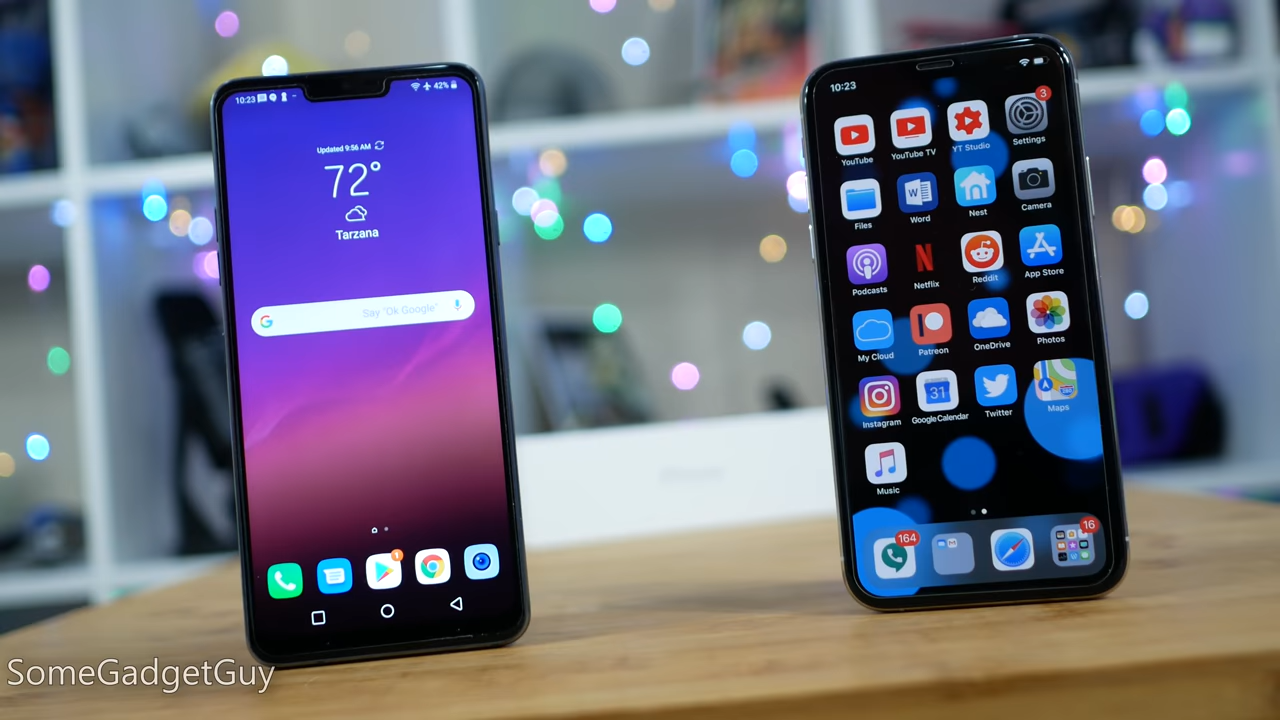 10:23
42%
Updated 9:56 AM
72°
Tarzana
Say "Ok Google"
1
10:23
3
YouTube
YouTube TV
YT Studio
Settings
Files
Word
Nest
Camera
Podcasts
Netflix
Reddit
App Store
My Cloud
Patreon
OneDrive
Photos
Instagram
31
Google Calendar
Twitter
Maps
Music
164
16
SomeGadgetGuy